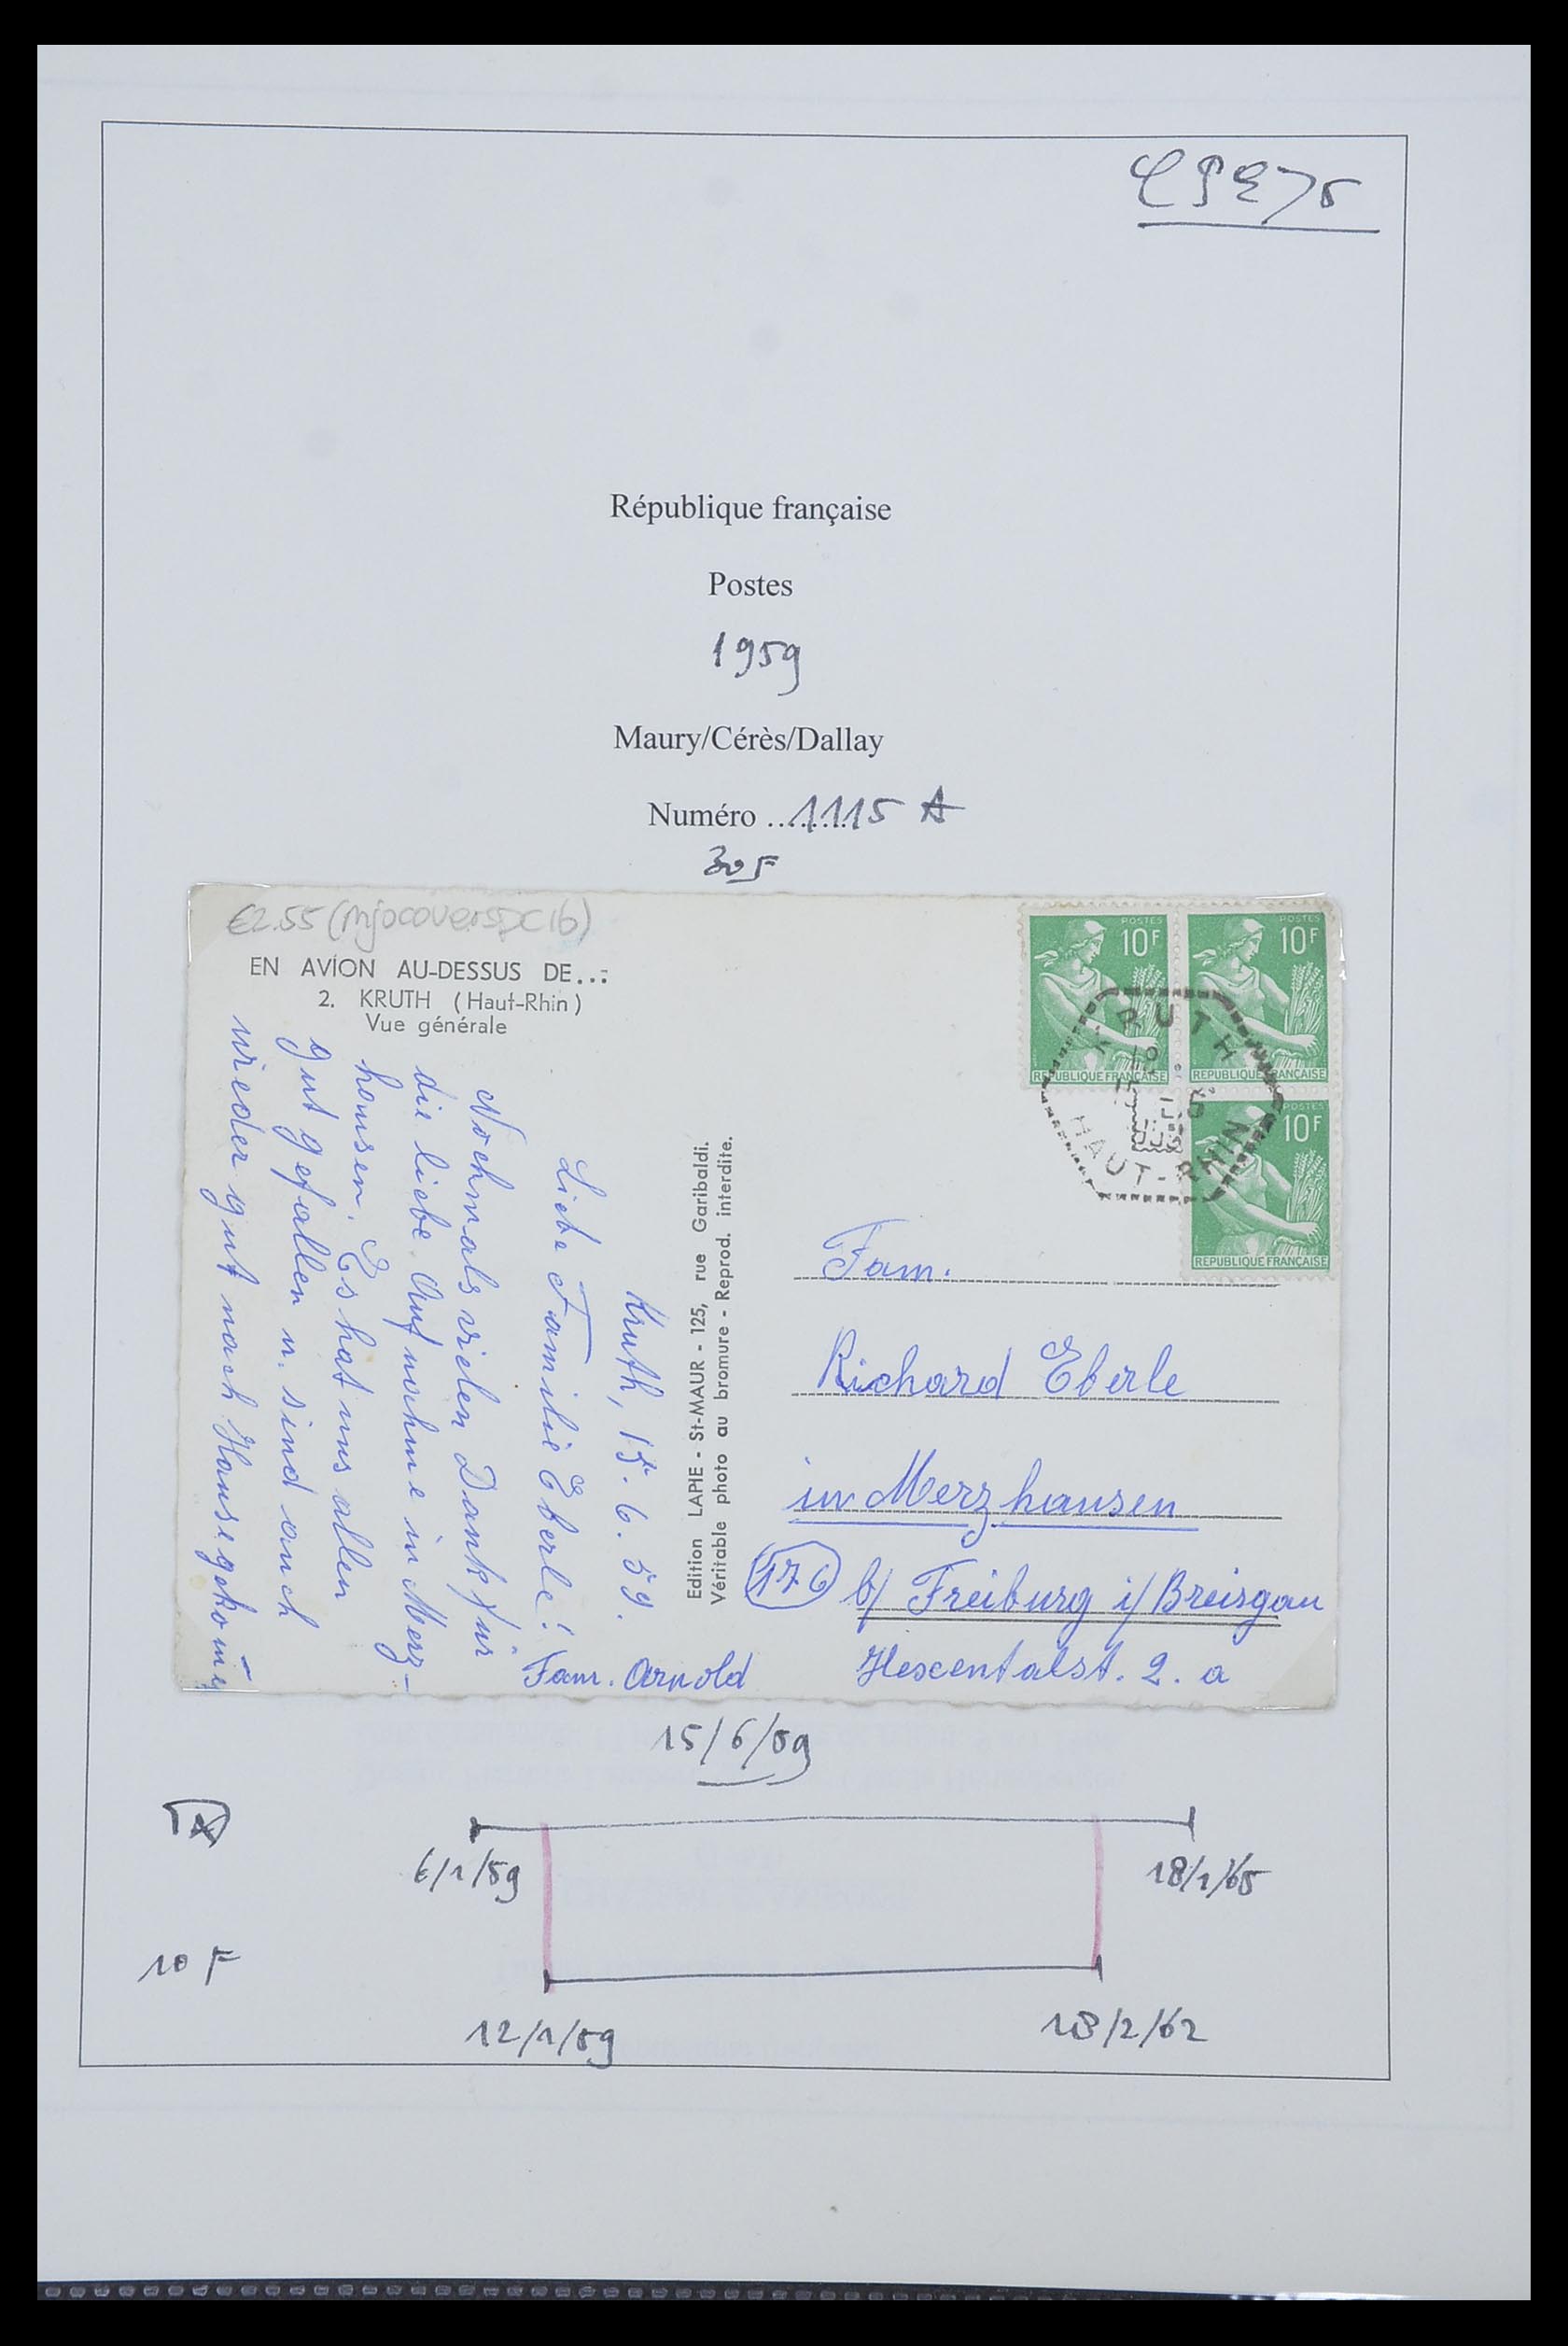 République française
Postes
1959
Maury/Cérès/Dallay
Numéro ........1115 A
30F
€2.55 (mjocoverspc16)
EN AVION AU-DESSUS DE...
2. KRUTH (Haut-Rhin)
Vue générale
Kruth, 15.6.59.
Liebe Familie Eberle!
Nochmals vielen Dank für
die liebe Aufnahme in Merz-
hausen. Es hat uns allen
gut gefallen u. sind auch
wieder gut nach Hause
Fam. Arnold
Edition LAPIE - St-MAUR - 125, rue Garibaldi.
Véritable photo au bromure - Reprod. interdite.
POSTES
10F
REPUBLIQUE FRANÇAISE
POSTES
10F
REPUBLIQUE FRANÇAISE
POSTES
10F
REPUBLIQUE FRANÇAISE
KRUTH
HAUT-RHIN
Fam.
Richard Eberle
in Merzhausen
b/ Freiburg i/ Breisgau
2. a
15/6/59
6/1/59
18/1/65
10 F
12/1/59
18/2/62